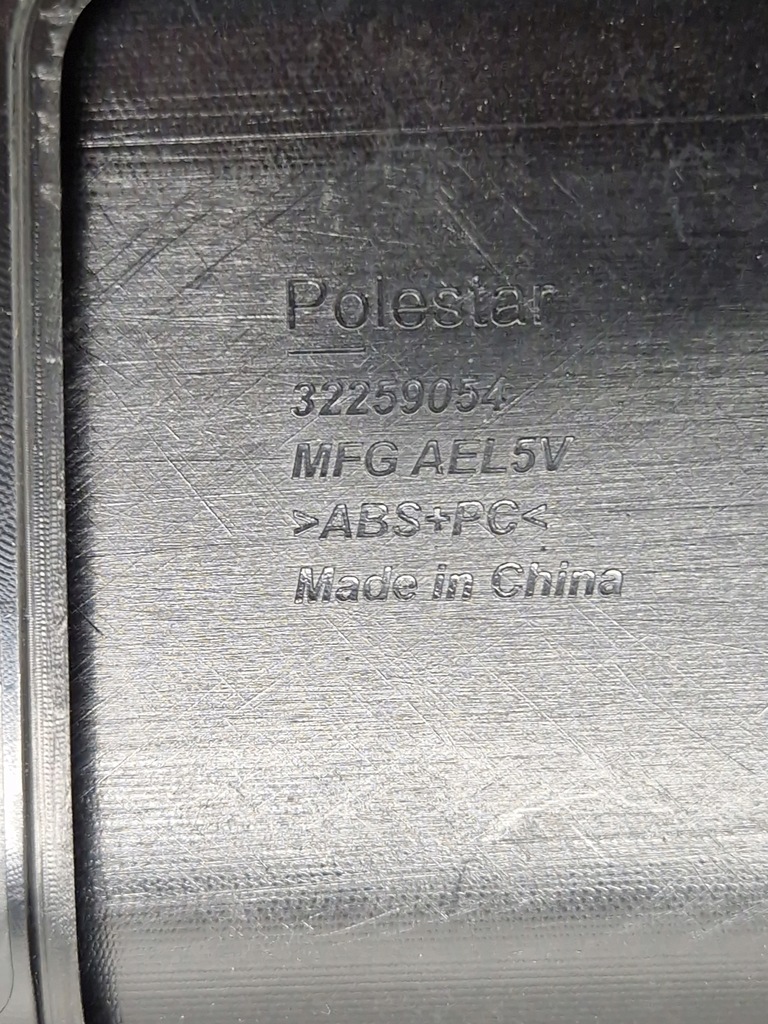 Polestar
32259054
MFG AEL5V
>ABS+PC<
Made in China